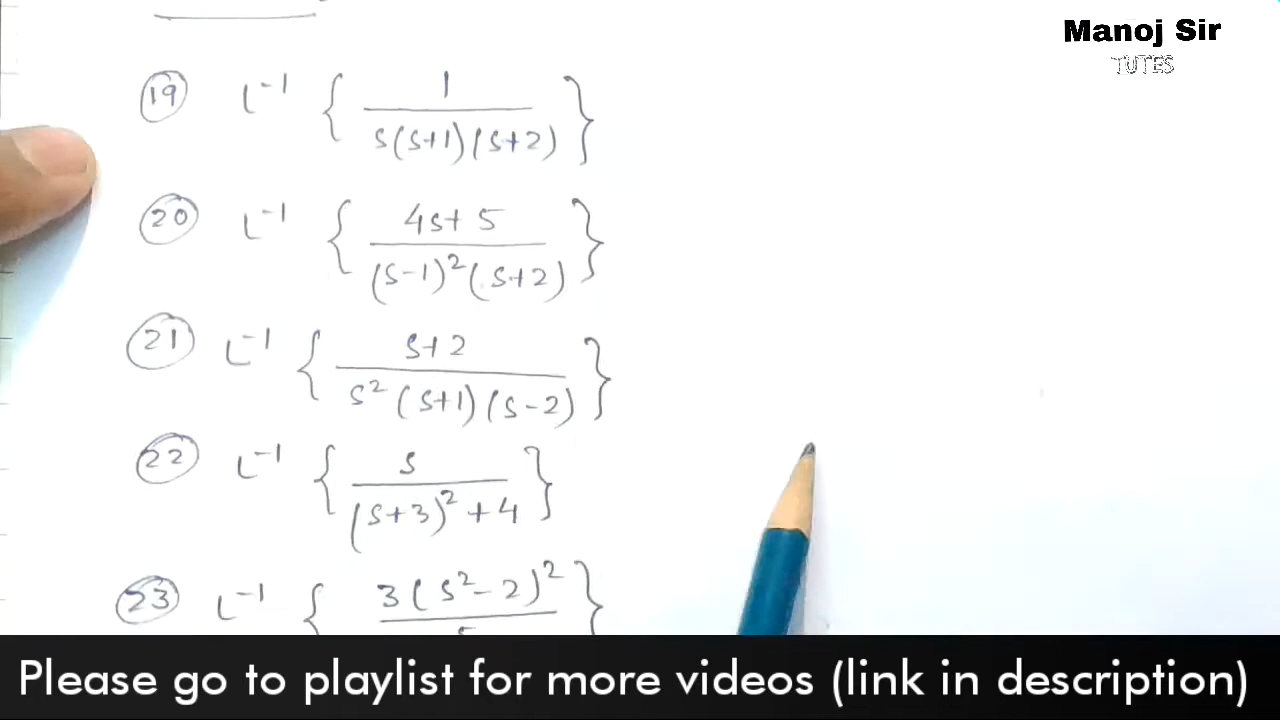 Manoj Sir
TUTES
19 L⁻¹ { 1 / s(s+1)(s+2) }
20 L⁻¹ { 4s+5 / (s-1)²(s+2) }
21 L⁻¹ { s+2 / s²(s+1)(s-2) }
22 L⁻¹ { s / (s+3)²+4 }
23 L⁻¹ { 3(s²-2)² }
Please go to playlist for more videos (link in description)